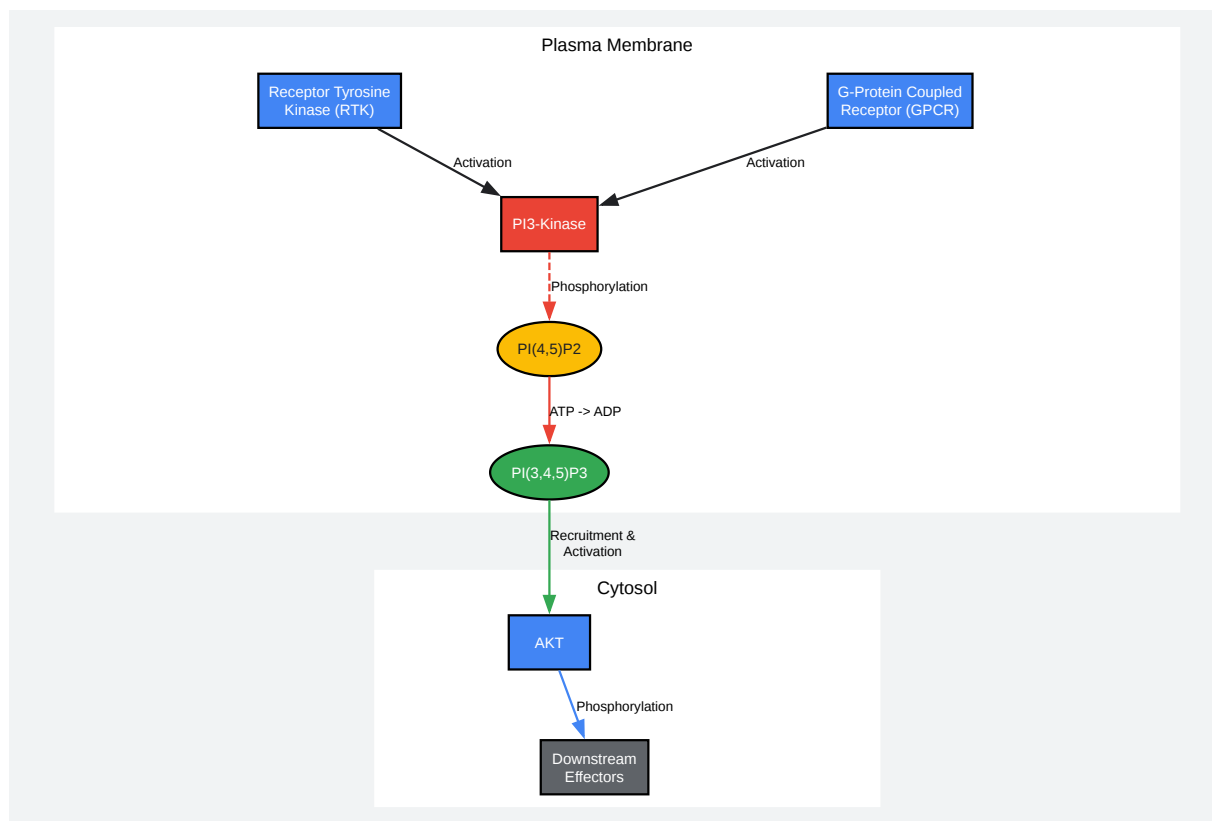 Plasma Membrane
Receptor Tyrosine
Kinase (RTK)
G-Protein Coupled
Receptor (GPCR)
Activation
Activation
PI3-Kinase
Phosphorylation
PI(4,5)P2
ATP -> ADP
PI(3,4,5)P3
Recruitment &
Activation
Cytosol
AKT
Phosphorylation
Downstream
Effectors